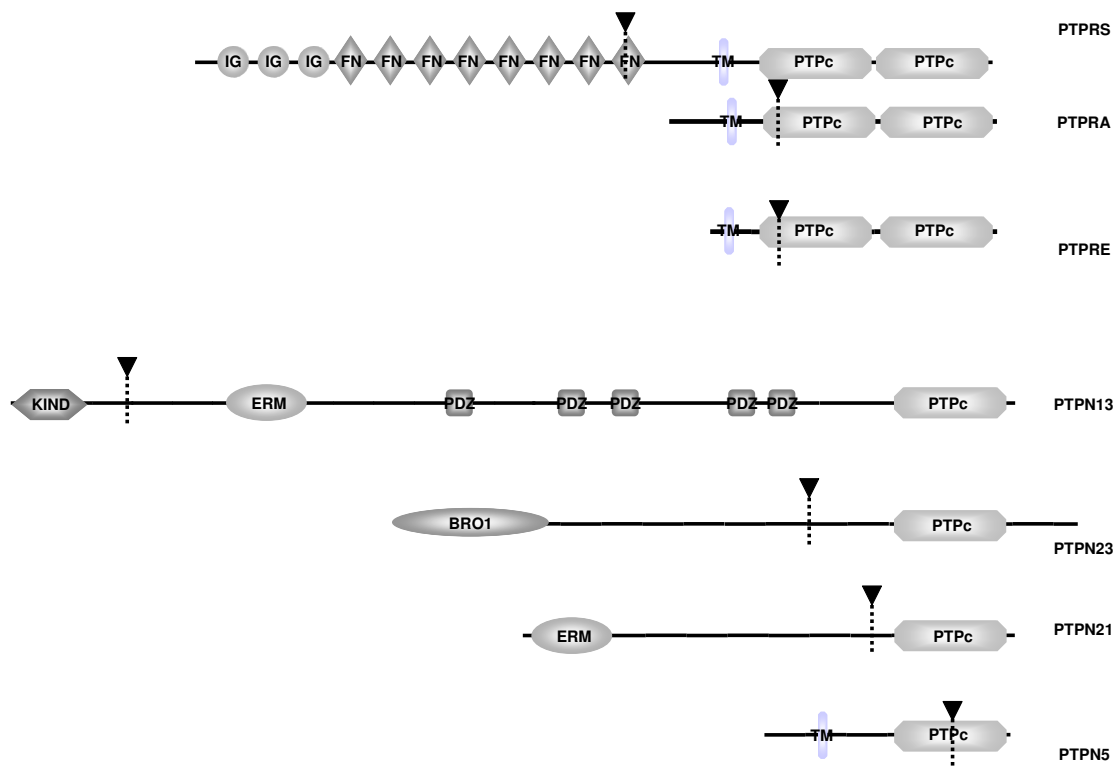 PTPRS
IG IG IG FN FN FN FN FN FN FN FN TM PTPc PTPc
TM PTPc PTPc PTPRA
TM PTPc PTPc
PTPRE
KIND ERM PDZ PDZ PDZ PDZ PDZ PTPc PTPN13
BRO1 PTPc
PTPN23
ERM PTPc PTPN21
TM PTPc
PTPN5